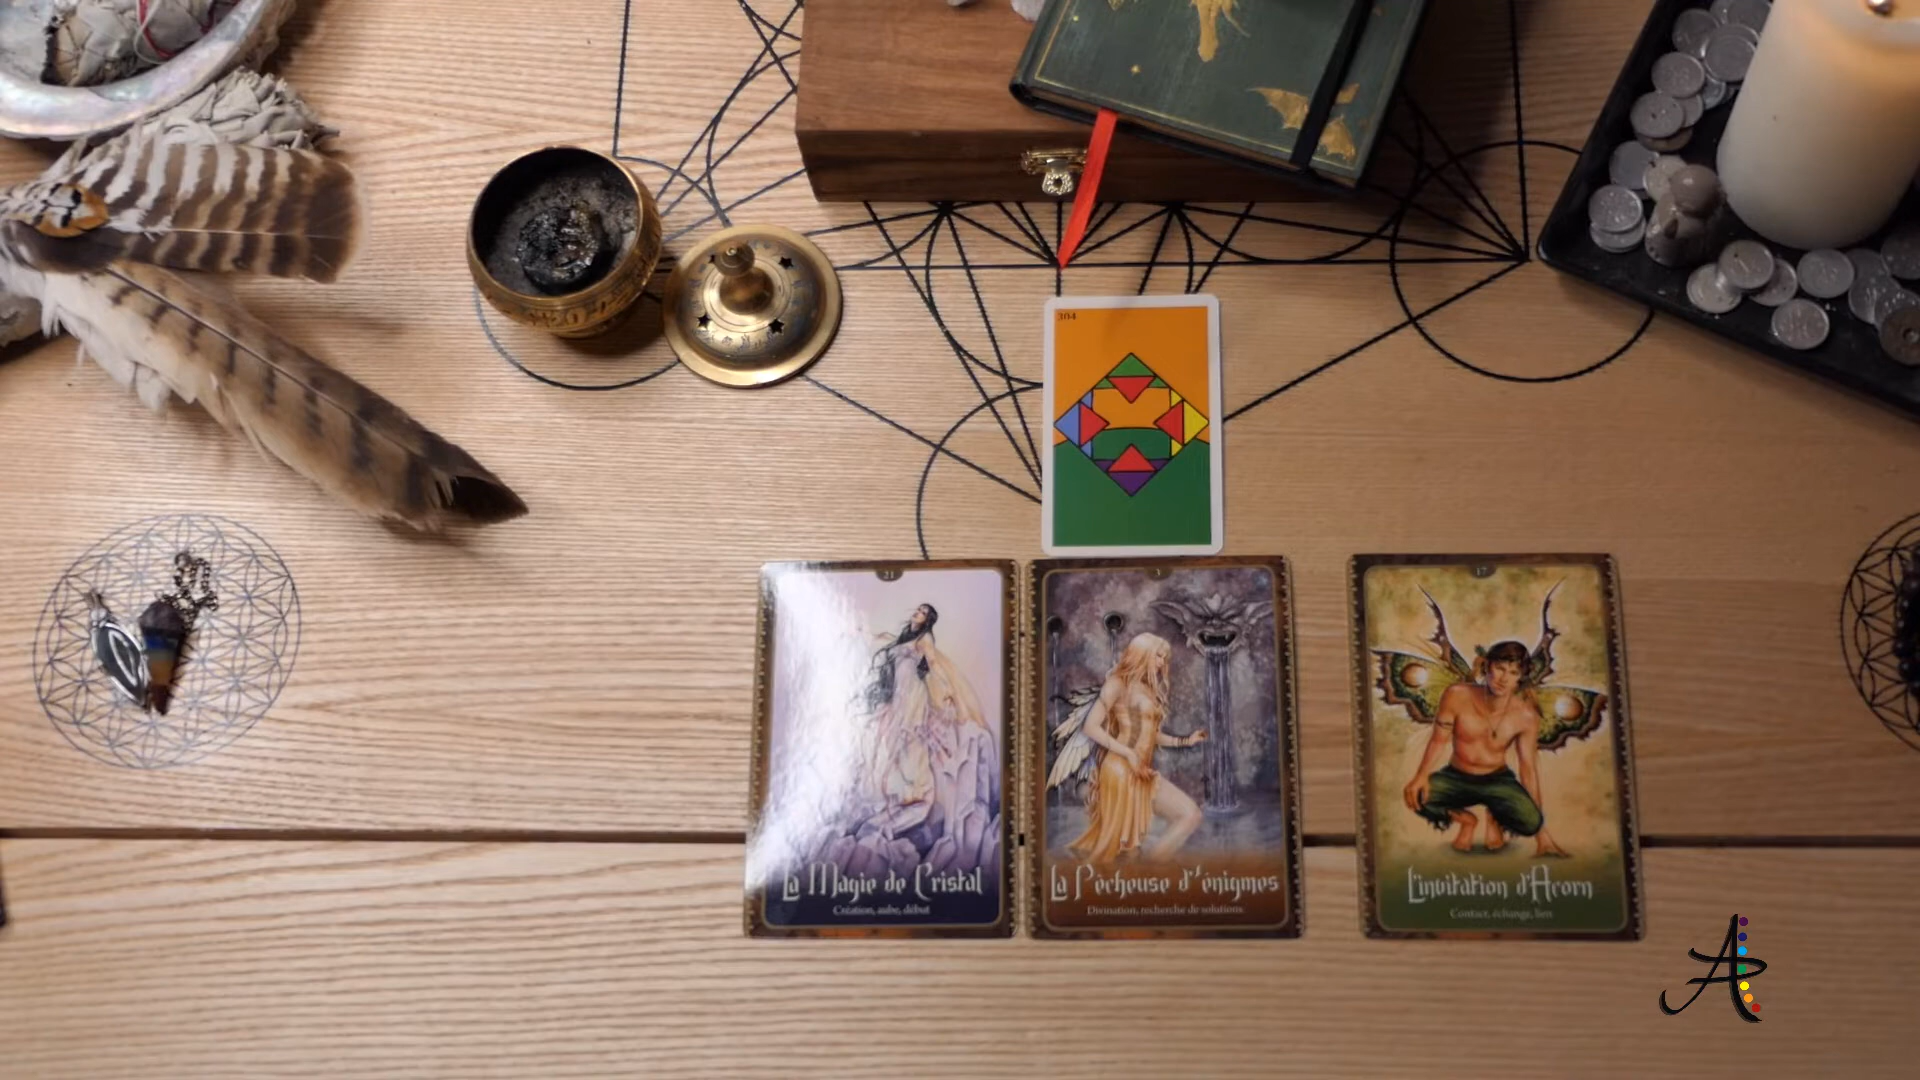 304
21
La Magie de Cristal
Création, aube, début
3
La Pêcheuse d'énigmes
Divination, recherche de solutions
17
L'invitation d'Acorn
Contact, échange, lien